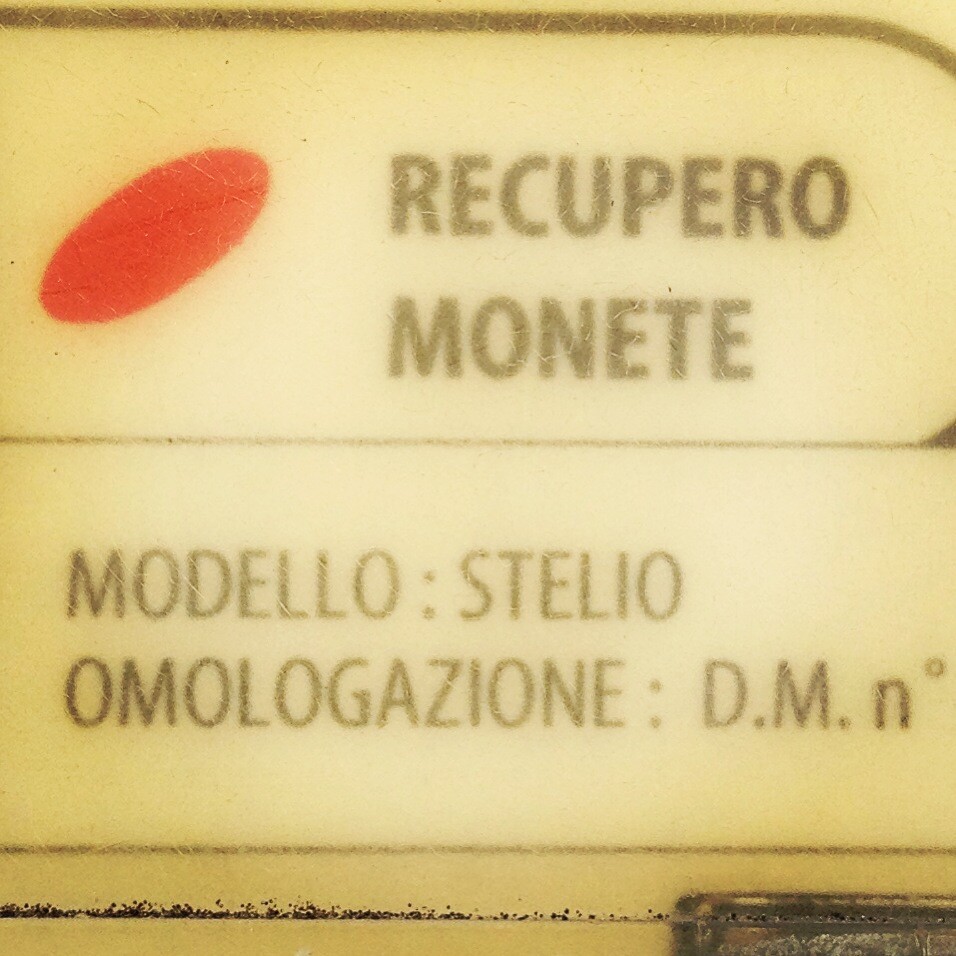 RECUPERO
MONETE
MODELLO : STELIO
OMOLOGAZIONE : D.M. n°